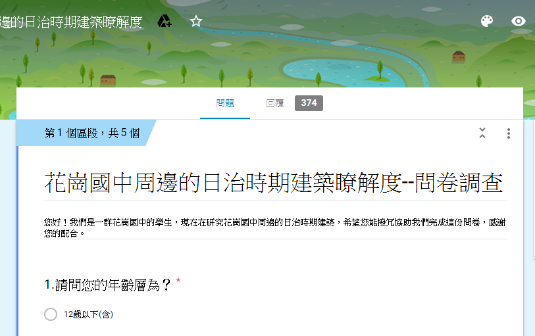 邊的日治時期建築瞭解度
問題 回覆 374
第 1 個區段，共 5 個
花崗國中周邊的日治時期建築瞭解度--問卷調查
您好！我們是一群花崗國中的學生，現在在研究花崗國中周邊的日治時期建築，希望您能撥冗協助我們完成這份問卷，感謝
您的配合。
1.請問您的年齡層為？ *
12歲以下(含)